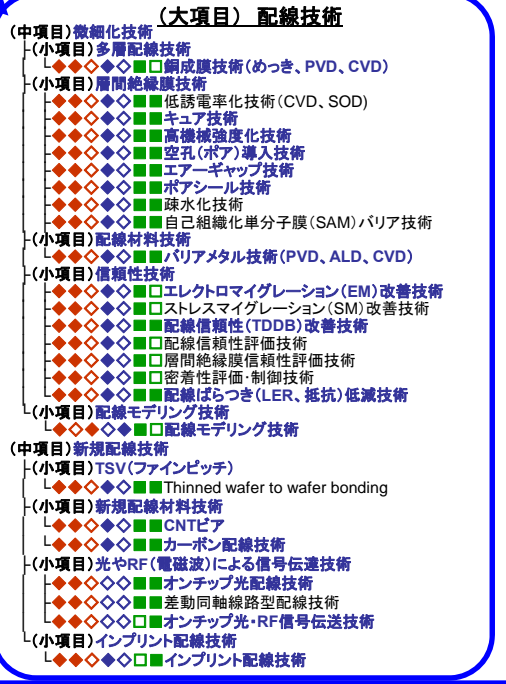 (大項目) 配線技術
(中項目)微細化技術
├(小項目)多層配線技術
└◆◆◇◆◇■□銅成膜技術(めっき、PVD、CVD)
├(小項目)層間絶縁膜技術
├◆◆◇◆◇■■低誘電率化技術(CVD、SOD)
├◆◆◇◆◇■■キュア技術
├◆◆◇◆◇■■高機械強度化技術
├◆◆◇◆◇■■空孔(ポア)導入技術
├◆◆◇◆◇■■エアーギャップ技術
├◆◆◇◆◇■■ポアシール技術
├◆◆◇◆◇■■疎水化技術
└◆◆◇◆◇■■自己組織化単分子膜(SAM)バリア技術
├(小項目)配線材料技術
└◆◆◇◆◇■■バリアメタル技術(PVD、ALD、CVD)
├(小項目)信頼性技術
├◆◆◇◆◇■□エレクトロマイグレーション(EM)改善技術
├◆◆◇◆◇■□ストレスマイグレーション(SM)改善技術
├◆◆◇◆◇■■配線信頼性(TDDB)改善技術
├◆◆◇◆◇■□配線信頼性評価技術
├◆◆◇◆◇■□層間絶縁膜信頼性評価技術
├◆◆◇◆◇■□密着性評価・制御技術
└◆◆◇◆◇■■配線ばらつき(LER、抵抗)低減技術
└(小項目)配線モデリング技術
└◆◇◆◇◆■□配線モデリング技術
(中項目)新規配線技術
├(小項目)TSV(ファインピッチ)
└◆◆◇◆◇■■Thinned wafer to wafer bonding
├(小項目)新規配線材料技術
└◆◆◇◆◇■■CNTビア
└◆◆◇◆◇■■カーボン配線技術
├(小項目)光やRF(電磁波)による信号伝達技術
├◆◆◇◇◇■■オンチップ光配線技術
├◆◆◇◆◇■■差動同軸線路型配線技術
└◆◆◇◇◇□■オンチップ光・RF信号伝送技術
└(小項目)インプリント配線技術
└◆◆◇◆◇□■インプリント配線技術